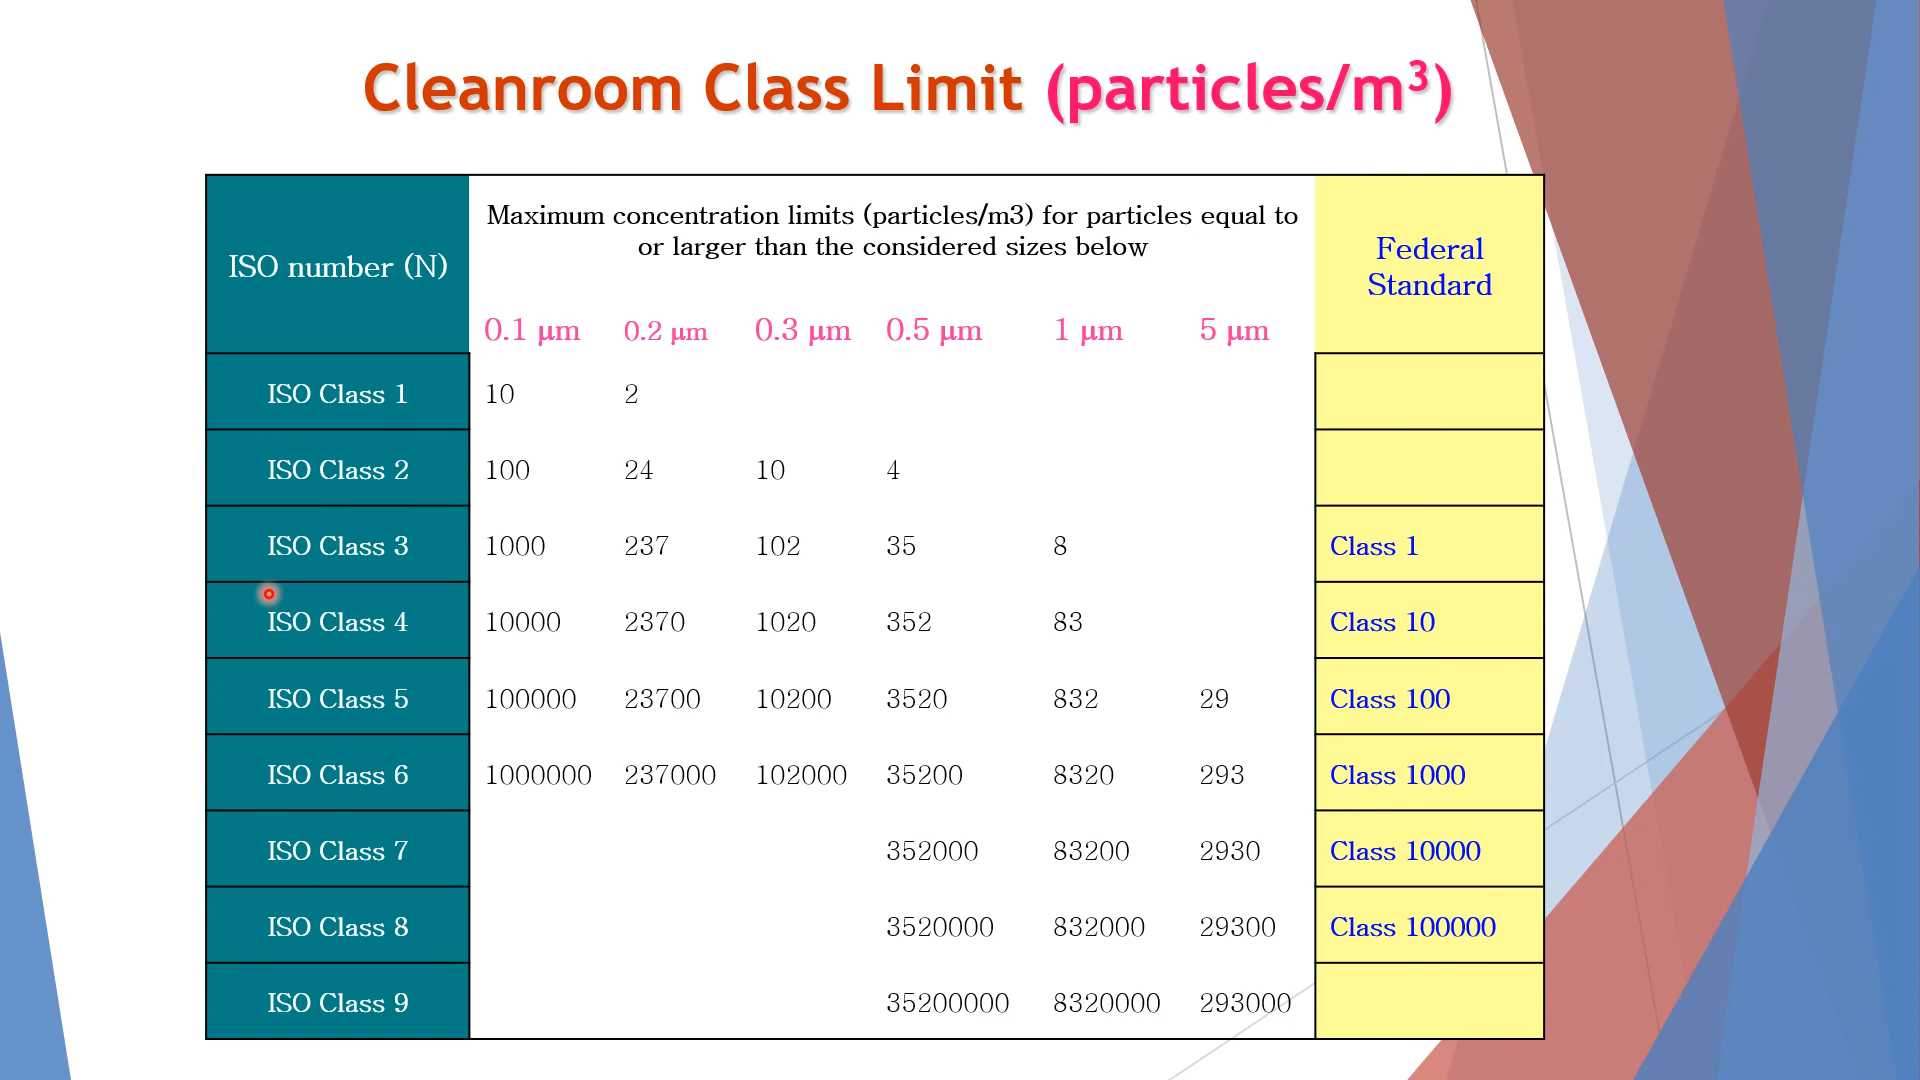 Cleanroom Class Limit (particles/m³)
ISO number (N)
Maximum concentration limits (particles/m3) for particles equal to
or larger than the considered sizes below
Federal
Standard
0.1 μm 0.2 μm 0.3 μm 0.5 μm 1 μm 5 μm
ISO Class 1 10 2
ISO Class 2 100 24 10 4
ISO Class 3 1000 237 102 35 8 Class 1
ISO Class 4 10000 2370 1020 352 83 Class 10
ISO Class 5 100000 23700 10200 3520 832 29 Class 100
ISO Class 6 1000000 237000 102000 35200 8320 293 Class 1000
ISO Class 7 352000 83200 2930 Class 10000
ISO Class 8 3520000 832000 29300 Class 100000
ISO Class 9 35200000 8320000 293000